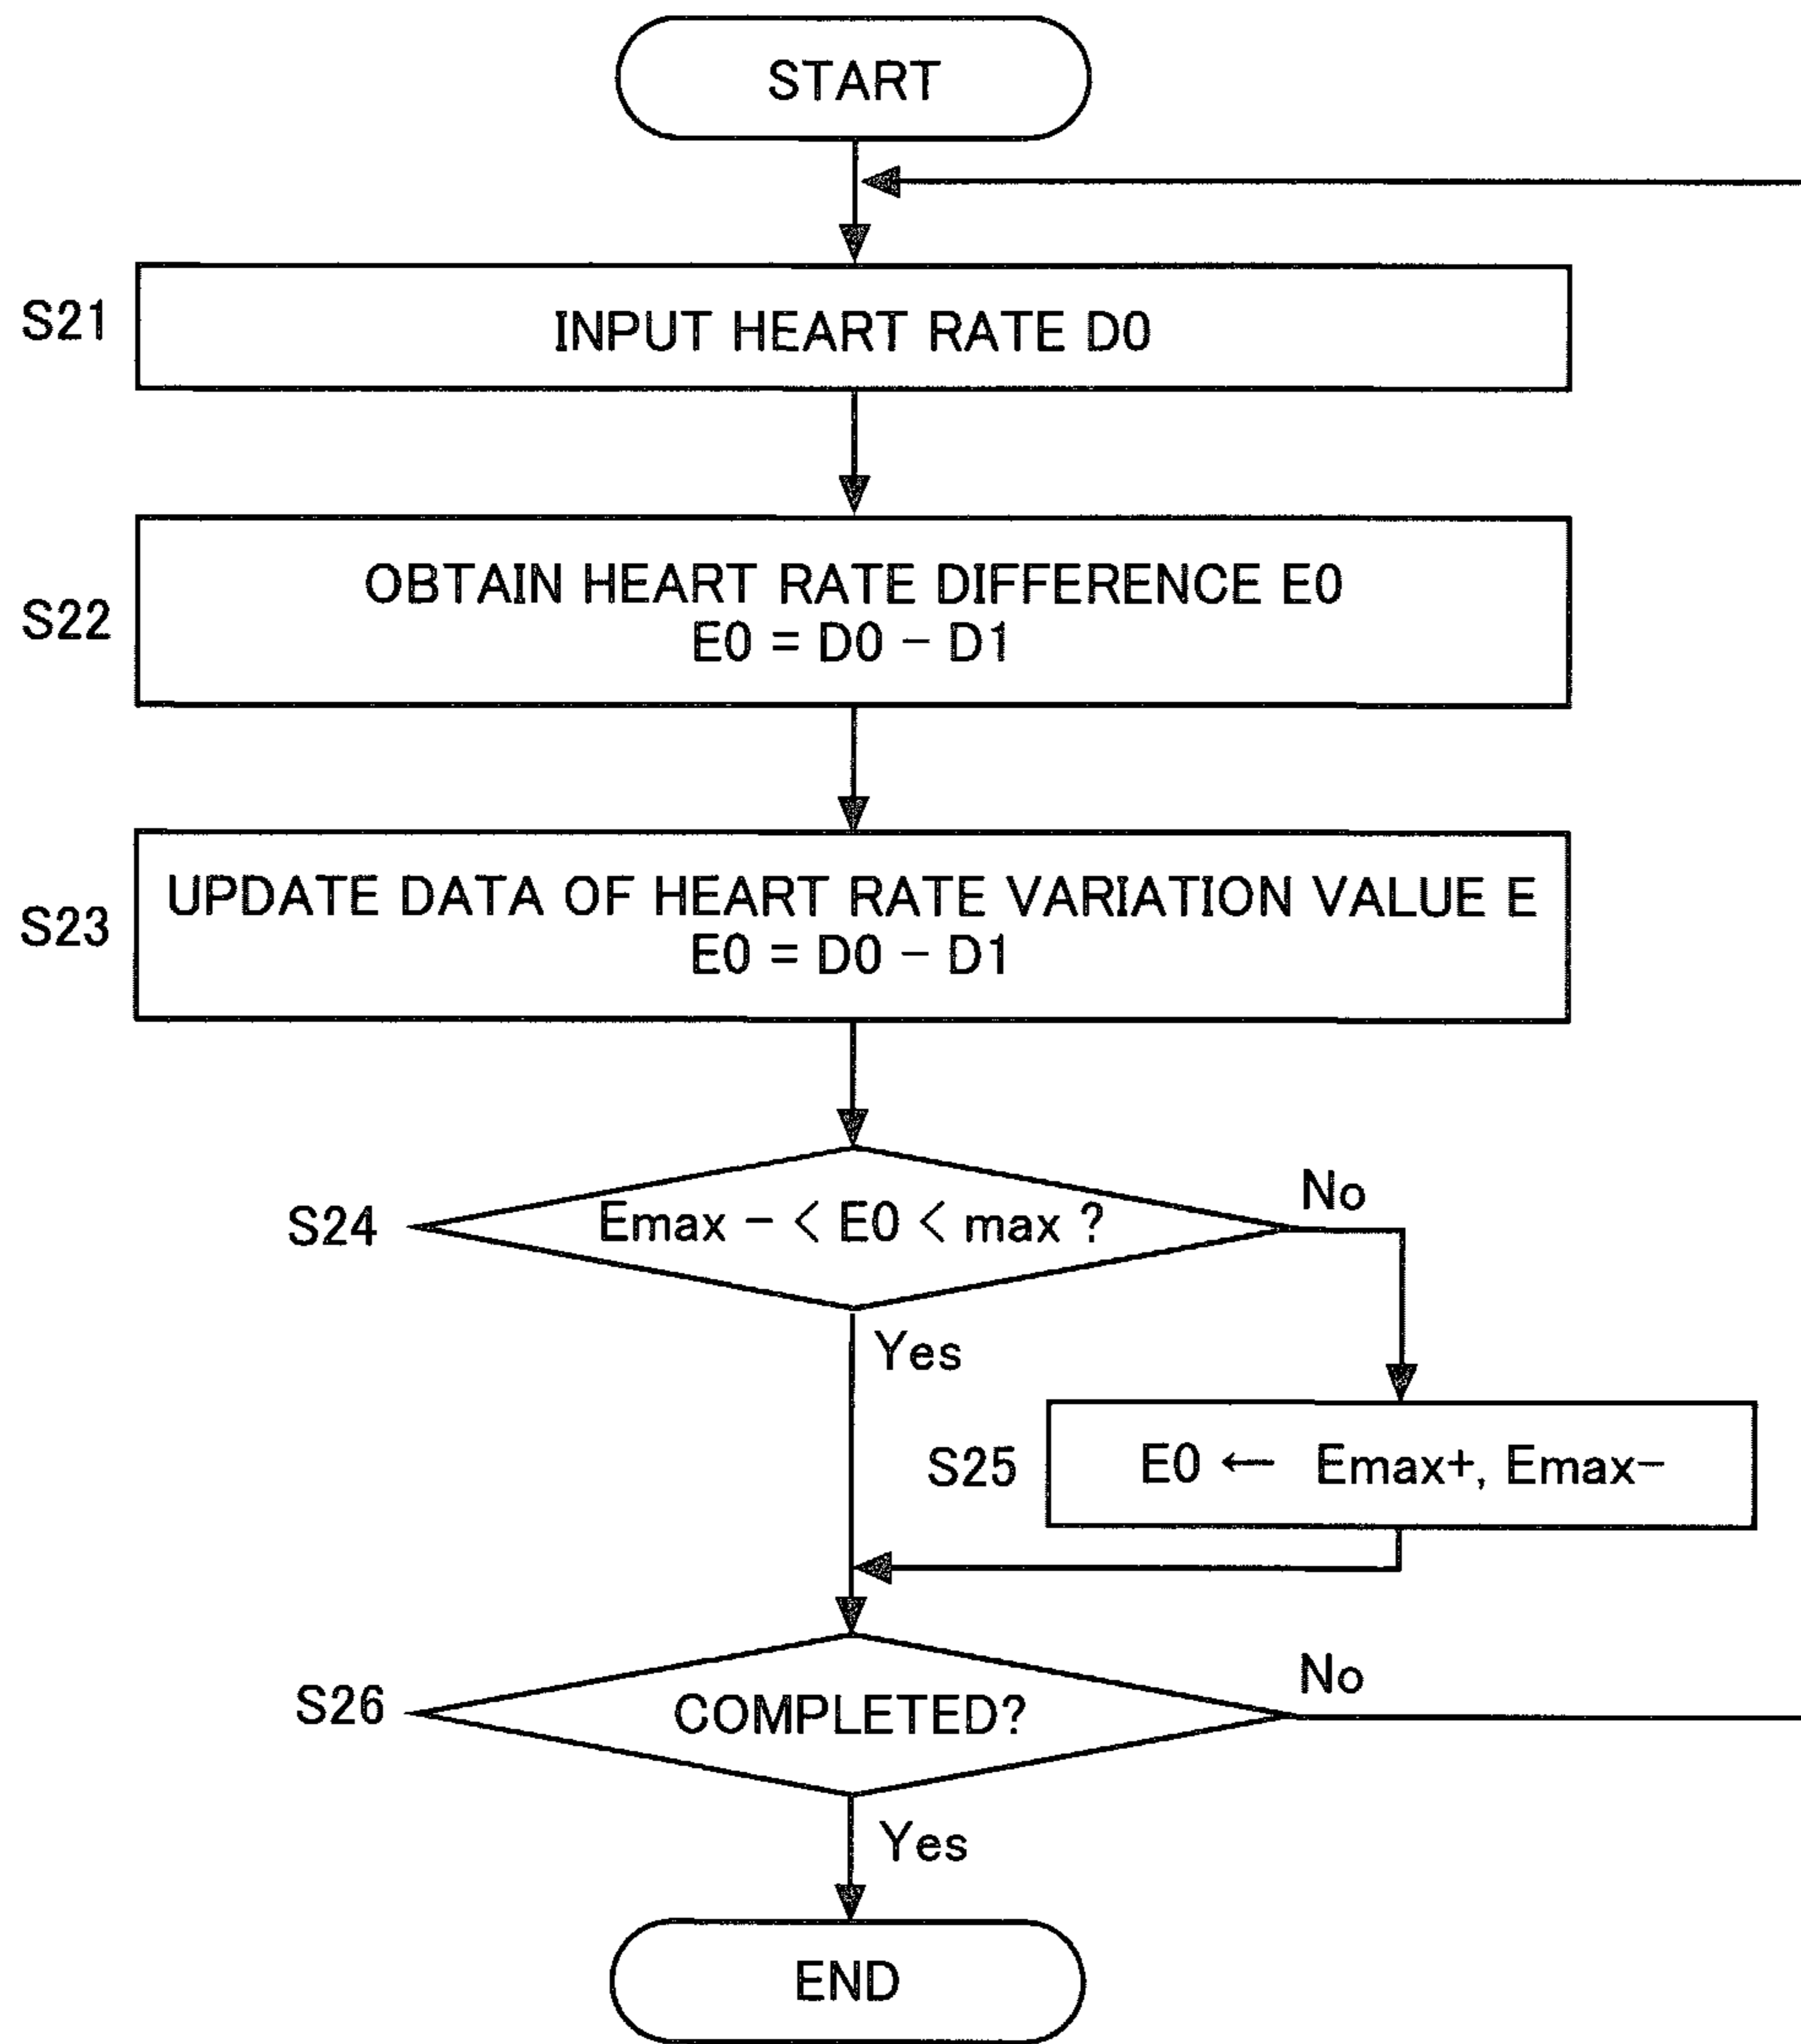 START
S21
INPUT HEART RATE D0
S22
OBTAIN HEART RATE DIFFERENCE E0
E0 = D0 − D1
S23
UPDATE DATA OF HEART RATE VARIATION VALUE E
E0 = D0 − D1
S24
Emax − < E0 < max ?
No
Yes
S25
E0 ← Emax+, Emax−
S26
COMPLETED?
No
Yes
END